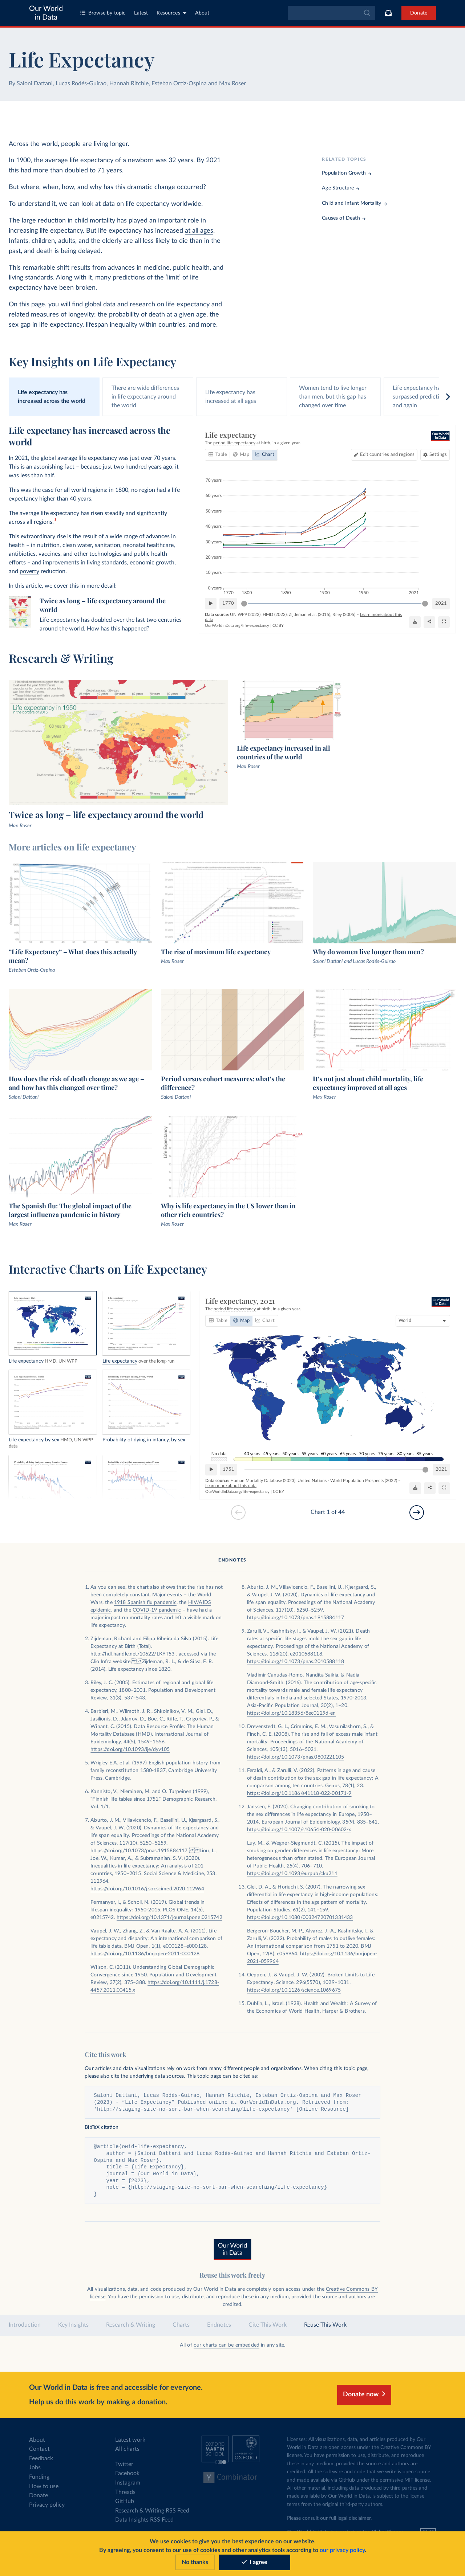 Our World
in Data
Browse by topic
Latest
Resources
About
Donate
Life Expectancy
By Saloni Dattani, Lucas Rodés-Guirao, Hannah Ritchie, Esteban Ortiz-Ospina and Max Roser
Across the world, people are living longer.
In 1900, the average life expectancy of a newborn was 32 years. By 2021
this had more than doubled to 71 years.
But where, when, how, and why has this dramatic change occurred?
To understand it, we can look at data on life expectancy worldwide.
The large reduction in child mortality has played an important role in
increasing life expectancy. But life expectancy has increased at all ages.
Infants, children, adults, and the elderly are all less likely to die than in the
past, and death is being delayed.
This remarkable shift results from advances in medicine, public health, and
living standards. Along with it, many predictions of the 'limit' of life
expectancy have been broken.
On this page, you will find global data and research on life expectancy and
related measures of longevity: the probability of death at a given age, the
sex gap in life expectancy, lifespan inequality within countries, and more.
RELATED TOPICS
Population Growth
Age Structure
Child and Infant Mortality
Causes of Death
Key Insights on Life Expectancy
Life expectancy has
increased across the world
There are wide differences
in life expectancy around
the world
Life expectancy has
increased at all ages
Women tend to live longer
than men, but this gap has
changed over time
Life expectancy ha
surpassed predicti
and again
Life expectancy has increased across the
world
In 2021, the global average life expectancy was just over 70 years.
This is an astonishing fact – because just two hundred years ago, it
was less than half.
This was the case for all world regions: in 1800, no region had a life
expectancy higher than 40 years.
The average life expectancy has risen steadily and significantly
across all regions.
This extraordinary rise is the result of a wide range of advances in
health – in nutrition, clean water, sanitation, neonatal healthcare,
antibiotics, vaccines, and other technologies and public health
efforts – and improvements in living standards, economic growth,
and poverty reduction.
In this article, we cover this in more detail:
Twice as long – life expectancy around the
world
Life expectancy has doubled over the last two centuries
around the world. How has this happened?
Life expectancy
The period life expectancy at birth, in a given year.
Our World
in Data
Table
Map
Chart
Edit countries and regions
Settings
70 years
60 years
50 years
40 years
30 years
20 years
10 years
0 years
1770
1800
1850
1900
1950
2021
1770
2021
Data source: UN WPP (2022); HMD (2023); Zijdeman et al. (2015); Riley (2005) – Learn more about this
data
OurWorldInData.org/life-expectancy | CC BY
Research & Writing
Life expectancy in 1950
Twice as long – life expectancy around the world
Max Roser
Life expectancy increased in all
countries of the world
Max Roser
More articles on life expectancy
“Life Expectancy” – What does this actually
mean?
Esteban Ortiz-Ospina
The rise of maximum life expectancy
Max Roser
Why do women live longer than men?
Saloni Dattani and Lucas Rodés-Guirao
How does the risk of death change as we age –
and how has this changed over time?
Saloni Dattani
Period versus cohort measures: what's the
difference?
Saloni Dattani
It's not just about child mortality, life
expectancy improved at all ages
Max Roser
The Spanish flu: The global impact of the
largest influenza pandemic in history
Max Roser
Life Expectancy
Why is life expectancy in the US lower than in
other rich countries?
Max Roser
Interactive Charts on Life Expectancy
Life expectancy HMD, UN WPP
Life expectancy over the long-run
Life expectancy by sex HMD, UN WPP
data
Probability of dying in infancy, by sex
Life expectancy, 2021
The period life expectancy at birth, in a given year.
Our World
in Data
Table
Map
Chart
World
No data
40 years 45 years 50 years 55 years 60 years 65 years 70 years 75 years 80 years 85 years
1751
2021
Data source: Human Mortality Database (2023); United Nations - World Population Prospects (2022) –
Learn more about this data
OurWorldInData.org/life-expectancy | CC BY
Chart 1 of 44
ENDNOTES
1. As you can see, the chart also shows that the rise has not
been completely constant. Major events – the World
Wars, the 1918 Spanish flu pandemic, the HIV/AIDS
epidemic, and the COVID-19 pandemic – have had a
major impact on mortality rates and left a visible mark on
life expectancy.
2. Zijdeman, Richard and Filipa Ribeira da Silva (2015). Life
Expectancy at Birth (Total).
http://hdl.handle.net/10622/LKYT53 , accessed via the
Clio Infra website; Zijdeman, R. L., & de Silva, F. R.
(2014). Life expectancy since 1820.
3. Riley, J. C. (2005). Estimates of regional and global life
expectancy, 1800–2001. Population and Development
Review, 31(3), 537–543.
4. Barbieri, M., Wilmoth, J. R., Shkolnikov, V. M., Glei, D.,
Jasilionis, D., Jdanov, D., Boe, C., Riffe, T., Grigoriev, P., &
Winant, C. (2015). Data Resource Profile: The Human
Mortality Database (HMD). International Journal of
Epidemiology, 44(5), 1549–1556.
https://doi.org/10.1093/ije/dyv105
5. Wrigley E.A. et al. (1997) English population history from
family reconstitution 1580-1837. Cambridge University
Press, Cambridge.
6. Kannisto, V., Nieminen, M. and O. Turpeinen (1999).
"Finnish life tables since 1751", Demographic Research,
Vol: 1/1.
7. Aburto, J. M., Villavicencio, F., Basellini, U., Kjærgaard, S.,
& Vaupel, J. W. (2020). Dynamics of life expectancy and
life span equality. Proceedings of the National Academy
of Sciences, 117(10), 5250–5259.
https://doi.org/10.1073/pnas.1915884117 Liou, L.,
Joe, W., Kumar, A., & Subramanian, S. V. (2020).
Inequalities in life expectancy: An analysis of 201
countries, 1950–2015. Social Science & Medicine, 253,
112964.
https://doi.org/10.1016/j.socscimed.2020.112964
Permanyer, I., & Scholl, N. (2019). Global trends in
lifespan inequality: 1950-2015. PLOS ONE, 14(5),
e0215742. https://doi.org/10.1371/journal.pone.0215742
Vaupel, J. W., Zhang, Z., & Van Raalte, A. A. (2011). Life
expectancy and disparity: An international comparison of
life table data. BMJ Open, 1(1), e000128–e000128.
https://doi.org/10.1136/bmjopen-2011-000128
Wilson, C. (2011). Understanding Global Demographic
Convergence since 1950. Population and Development
Review, 37(2), 375–388. https://doi.org/10.1111/j.1728-
4457.2011.00415.x
8. Aburto, J. M., Villavicencio, F., Basellini, U., Kjærgaard, S.,
& Vaupel, J. W. (2020). Dynamics of life expectancy and
life span equality. Proceedings of the National Academy
of Sciences, 117(10), 5250–5259.
https://doi.org/10.1073/pnas.1915884117
9. Zarulli, V., Kashnitsky, I., & Vaupel, J. W. (2021). Death
rates at specific life stages mold the sex gap in life
expectancy. Proceedings of the National Academy of
Sciences, 118(20), e2010588118.
https://doi.org/10.1073/pnas.2010588118
Vladimir Canudas-Romo, Nandita Saikia, & Nadia
Diamond-Smith. (2016). The contribution of age-specific
mortality towards male and female life expectancy
differentials in India and selected States, 1970-2013.
Asia-Pacific Population Journal, 30(2), 1–20.
https://doi.org/10.18356/8ec0129d-en
10. Drevenstedt, G. L., Crimmins, E. M., Vasunilashorn, S., &
Finch, C. E. (2008). The rise and fall of excess male infant
mortality. Proceedings of the National Academy of
Sciences, 105(13), 5016–5021.
https://doi.org/10.1073/pnas.0800221105
11. Feraldi, A., & Zarulli, V. (2022). Patterns in age and cause
of death contribution to the sex gap in life expectancy: A
comparison among ten countries. Genus, 78(1), 23.
https://doi.org/10.1186/s41118-022-00171-9
12. Janssen, F. (2020). Changing contribution of smoking to
the sex differences in life expectancy in Europe, 1950–
2014. European Journal of Epidemiology, 35(9), 835–841.
https://doi.org/10.1007/s10654-020-00602-x
Luy, M., & Wegner-Siegmundt, C. (2015). The impact of
smoking on gender differences in life expectancy: More
heterogeneous than often stated. The European Journal
of Public Health, 25(4), 706–710.
https://doi.org/10.1093/eurpub/cku211
13. Glei, D. A., & Horiuchi, S. (2007). The narrowing sex
differential in life expectancy in high-income populations:
Effects of differences in the age pattern of mortality.
Population Studies, 61(2), 141–159.
https://doi.org/10.1080/00324720701331433
Bergeron-Boucher, M.-P., Alvarez, J.-A., Kashnitsky, I., &
Zarulli, V. (2022). Probability of males to outlive females:
An international comparison from 1751 to 2020. BMJ
Open, 12(8), e059964. https://doi.org/10.1136/bmjopen-
2021-059964
14. Oeppen, J., & Vaupel, J. W. (2002). Broken Limits to Life
Expectancy. Science, 296(5570), 1029–1031.
https://doi.org/10.1126/science.1069675
15. Dublin, L., Israel. (1928). Health and Wealth: A Survey of
the Economics of World Health. Harper & Brothers.
Cite this work
Our articles and data visualizations rely on work from many different people and organizations. When citing this topic page,
please also cite the underlying data sources. This topic page can be cited as:
Saloni Dattani, Lucas Rodés-Guirao, Hannah Ritchie, Esteban Ortiz-Ospina and Max Roser
(2023) - "Life Expectancy" Published online at OurWorldInData.org. Retrieved from:
'http://staging-site-no-sort-bar-when-searching/life-expectancy' [Online Resource]
BibTeX citation
@article{owid-life-expectancy,
author = {Saloni Dattani and Lucas Rodés-Guirao and Hannah Ritchie and Esteban Ortiz-
Ospina and Max Roser},
title = {Life Expectancy},
journal = {Our World in Data},
year = {2023},
note = {http://staging-site-no-sort-bar-when-searching/life-expectancy}
}
Our World
in Data
Reuse this work freely
All visualizations, data, and code produced by Our World in Data are completely open access under the Creative Commons BY
license. You have the permission to use, distribute, and reproduce these in any medium, provided the source and authors are
credited.
Introduction
Key Insights
Research & Writing
Charts
Endnotes
Cite This Work
Reuse This Work
All of our charts can be embedded in any site.
Our World in Data is free and accessible for everyone.
Help us do this work by making a donation.
Donate now
About
Contact
Feedback
Jobs
Funding
How to use
Donate
Privacy policy
Latest work
All charts
Twitter
Facebook
Instagram
Threads
GitHub
Research & Writing RSS Feed
Data Insights RSS Feed
OXFORD
MARTIN
SCHOOL
OXFORD
Y Combinator
Licenses: All visualizations, data, and articles produced by Our
World in Data are open access under the Creative Commons BY
license. You have permission to use, distribute, and reproduce
these in any medium, provided the source and authors are
credited. All the software and code that we write is open source
and made available via GitHub under the permissive MIT license.
All other material, including data produced by third parties and
made available by Our World in Data, is subject to the license
terms from the original third-party authors.
Please consult our full legal disclaimer.
We use cookies to give you the best experience on our website.
By agreeing, you consent to our use of cookies and other analytics tools according to our privacy policy.
No thanks
I agree